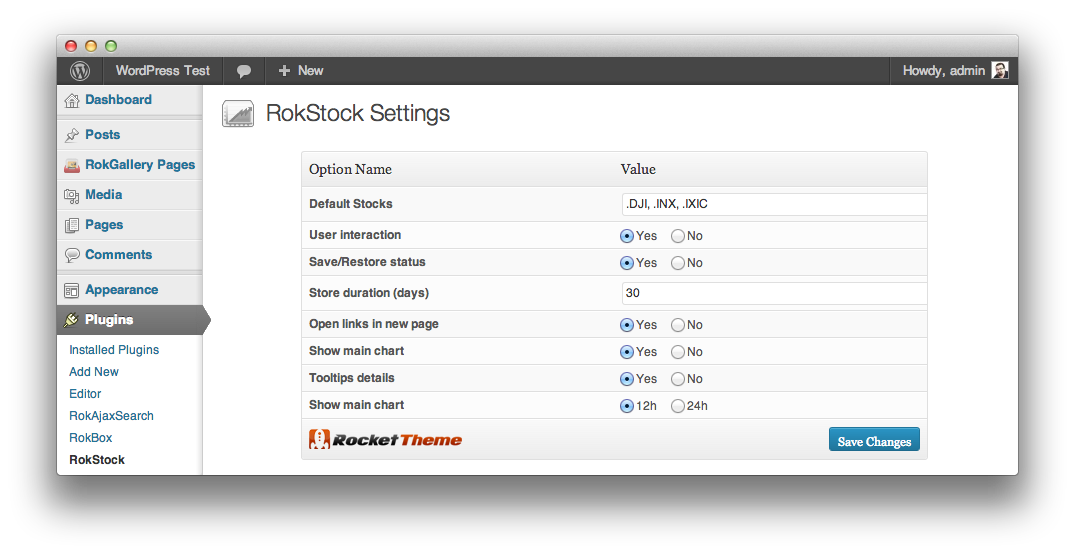 WordPress Test
+ New
Howdy, admin
Dashboard
Posts
RokGallery Pages
Media
Pages
Comments
Appearance
Plugins
Installed Plugins
Add New
Editor
RokAjaxSearch
RokBox
RokStock
RokStock Settings
Option Name Value
Default Stocks .DJI, .INX, .IXIC
User interaction Yes No
Save/Restore status Yes No
Store duration (days) 30
Open links in new page Yes No
Show main chart Yes No
Tooltips details Yes No
Show main chart 12h 24h
RocketTheme Save Changes